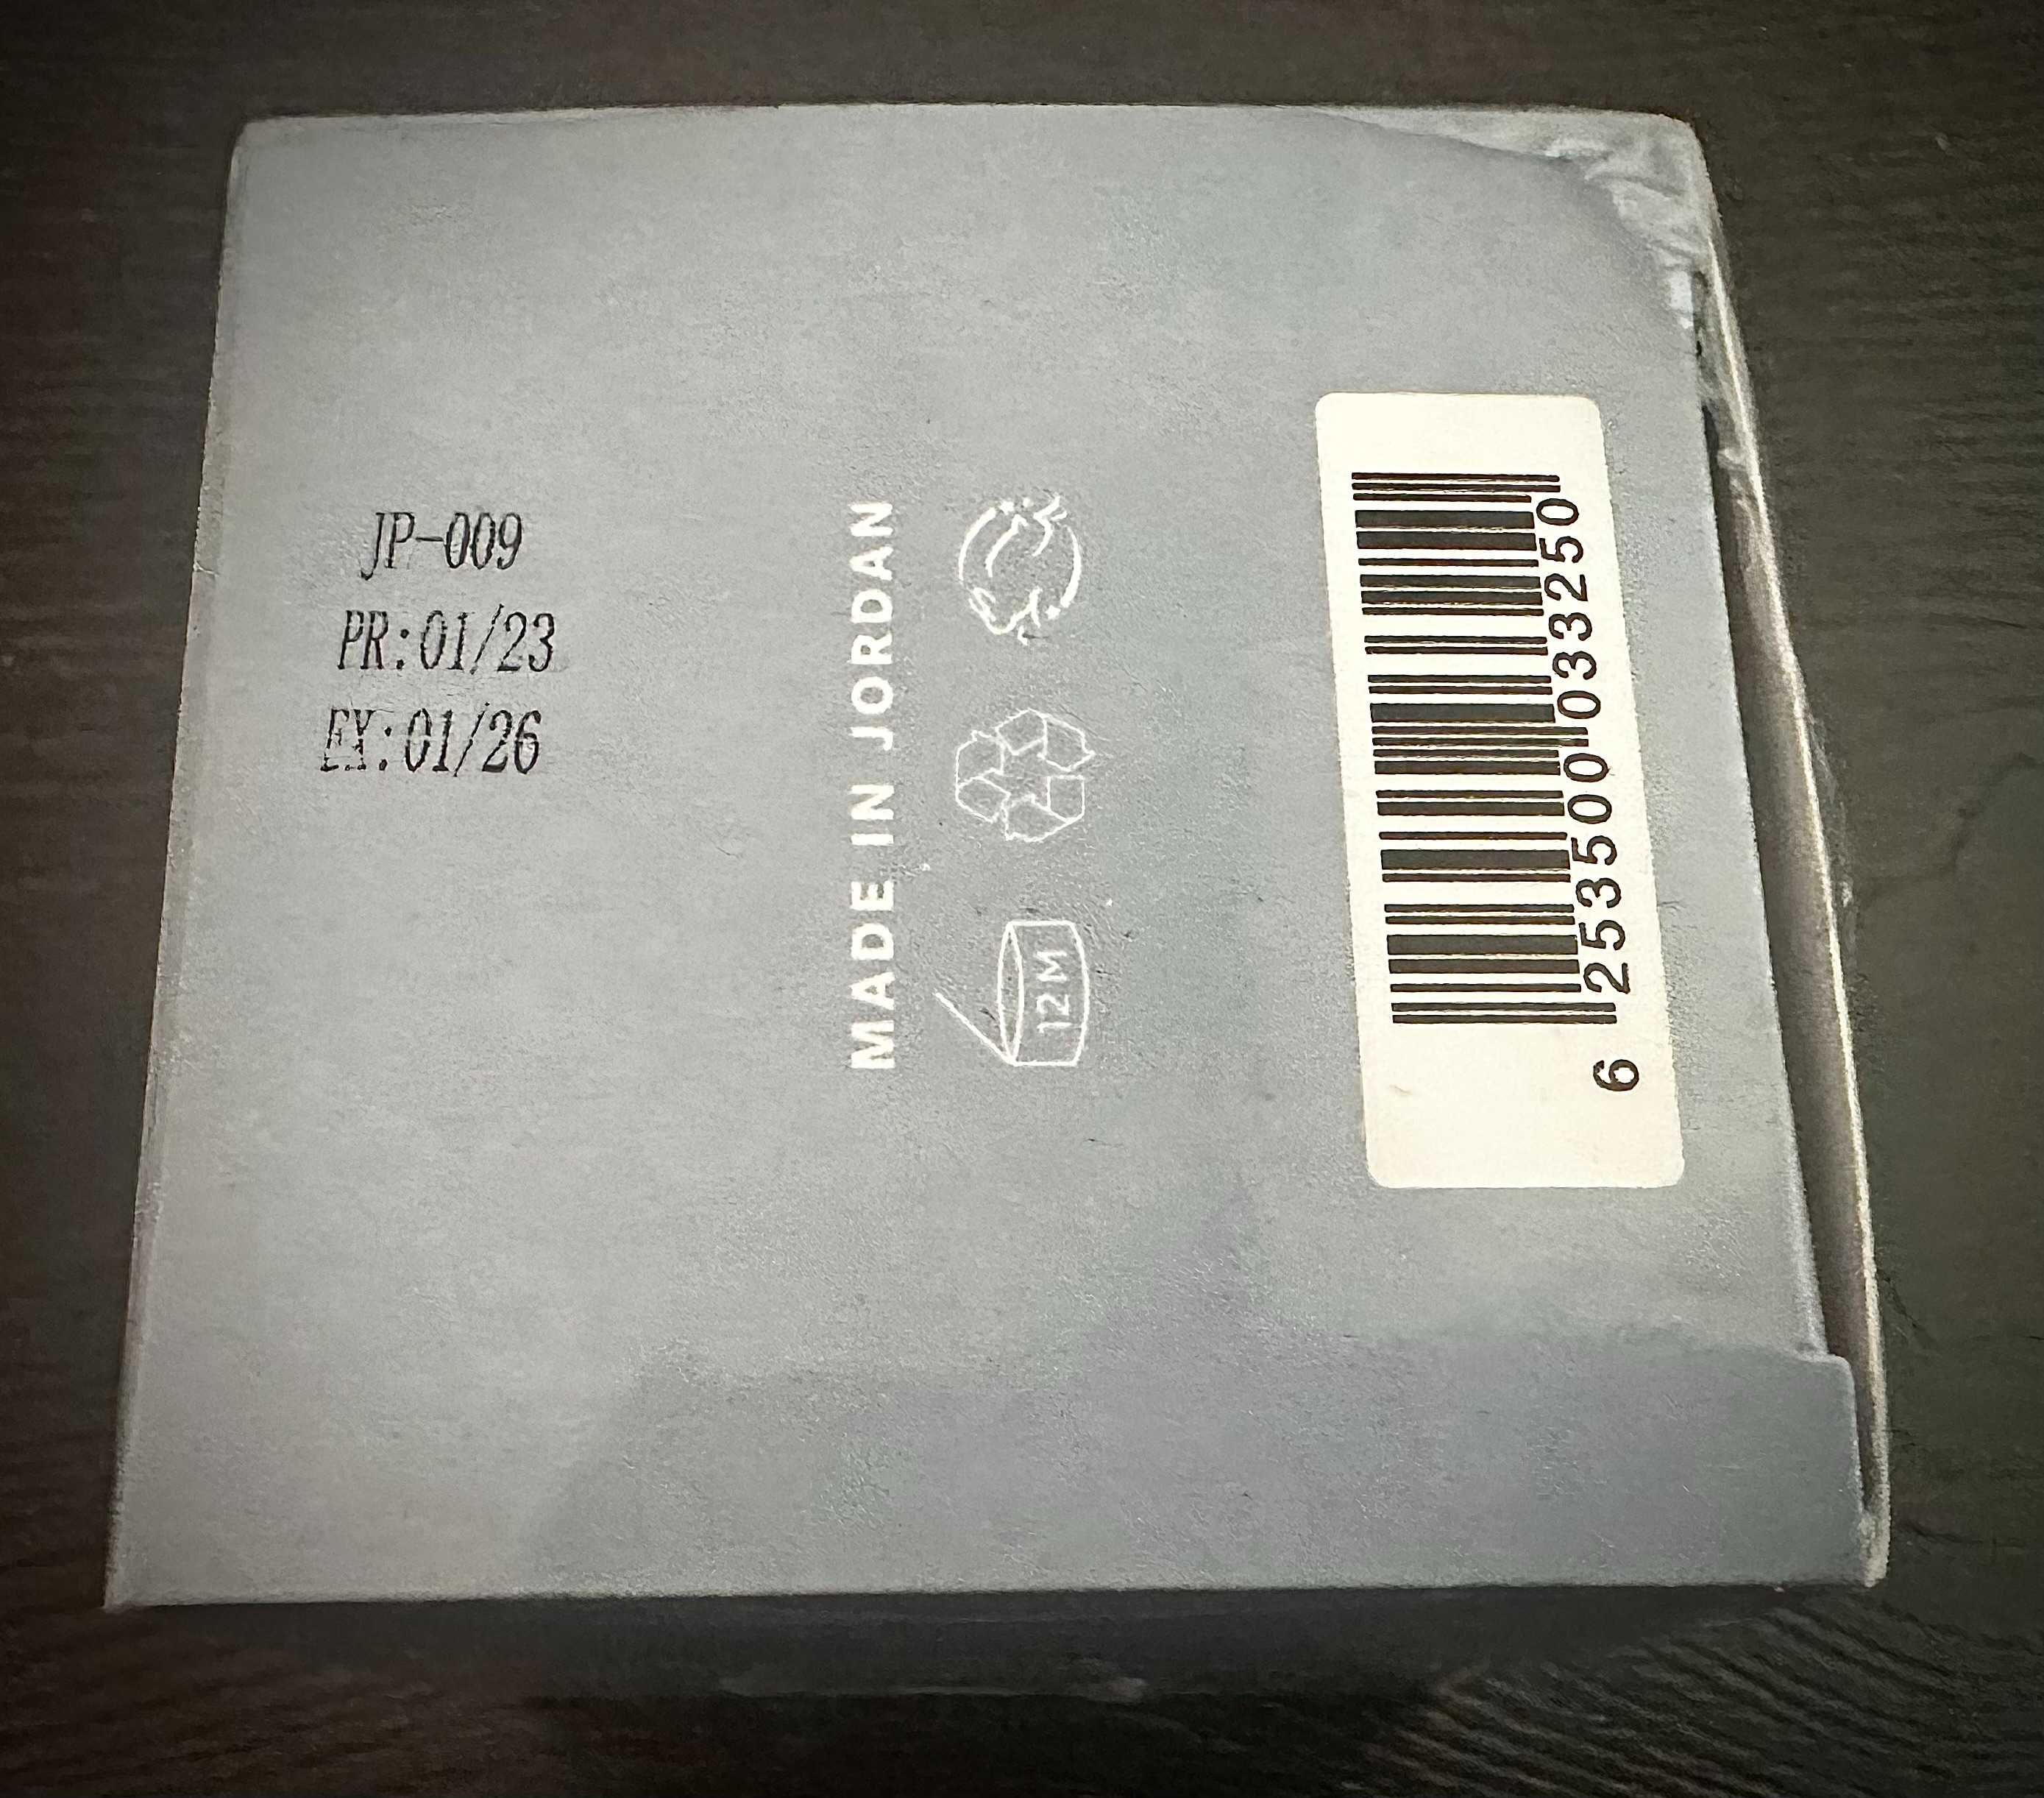 JP-009
PR:01/23
EX:01/26
MADE IN JORDAN
12M
6 253500 033250